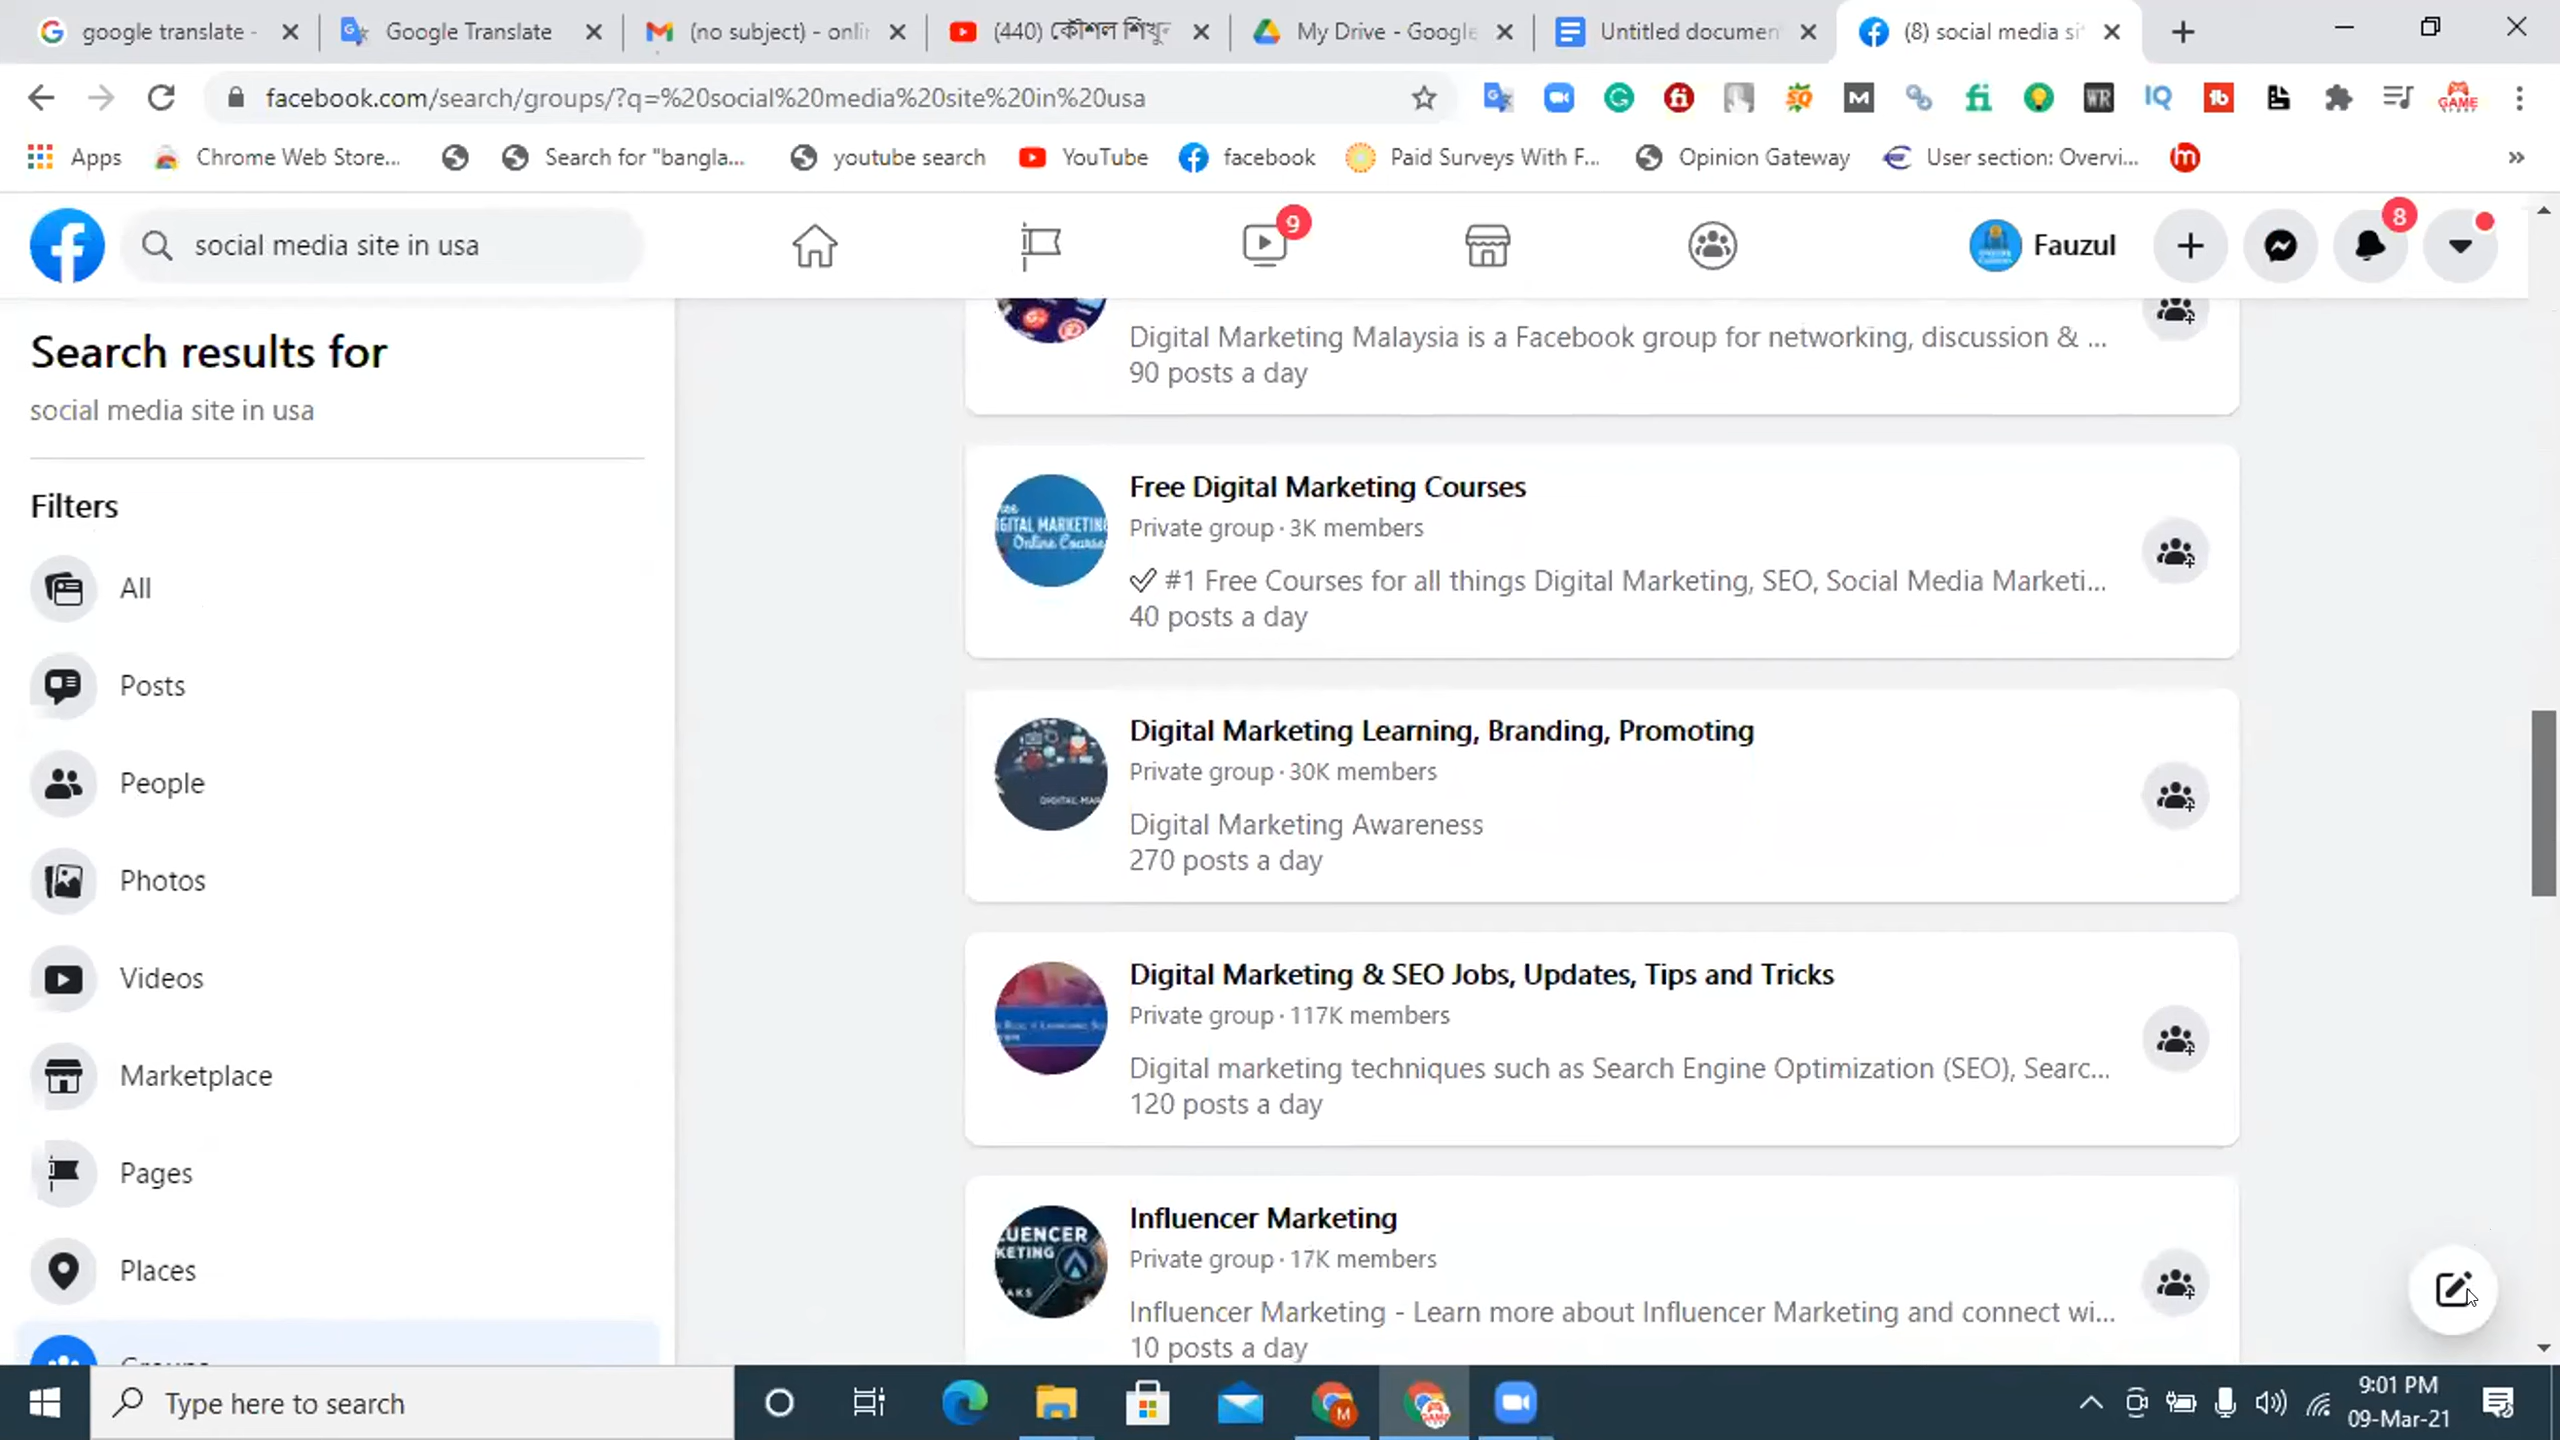 google translate -
Google Translate
(no subject) - onli
(440) কৌশল শিখুন
My Drive - Google
Untitled documen
(8) social media si
facebook.com/search/groups/?q=%20social%20media%20site%20in%20usa
Apps
Chrome Web Store...
Search for "bangla...
youtube search
YouTube
facebook
Paid Surveys With F...
Opinion Gateway
User section: Overvi...
»
social media site in usa
9
Fauzul
8
Search results for
social media site in usa
Filters
All
Posts
People
Photos
Videos
Marketplace
Pages
Places
Groups
Digital Marketing Malaysia is a Facebook group for networking, discussion & ...
90 posts a day
Free Digital Marketing Courses
Private group · 3K members
✓ #1 Free Courses for all things Digital Marketing, SEO, Social Media Marketi...
40 posts a day
Digital Marketing Learning, Branding, Promoting
Private group · 30K members
Digital Marketing Awareness
270 posts a day
Digital Marketing & SEO Jobs, Updates, Tips and Tricks
Private group · 117K members
Digital marketing techniques such as Search Engine Optimization (SEO), Searc...
120 posts a day
Influencer Marketing
Private group · 17K members
Influencer Marketing - Learn more about Influencer Marketing and connect wi...
10 posts a day
Type here to search
9:01 PM
09-Mar-21